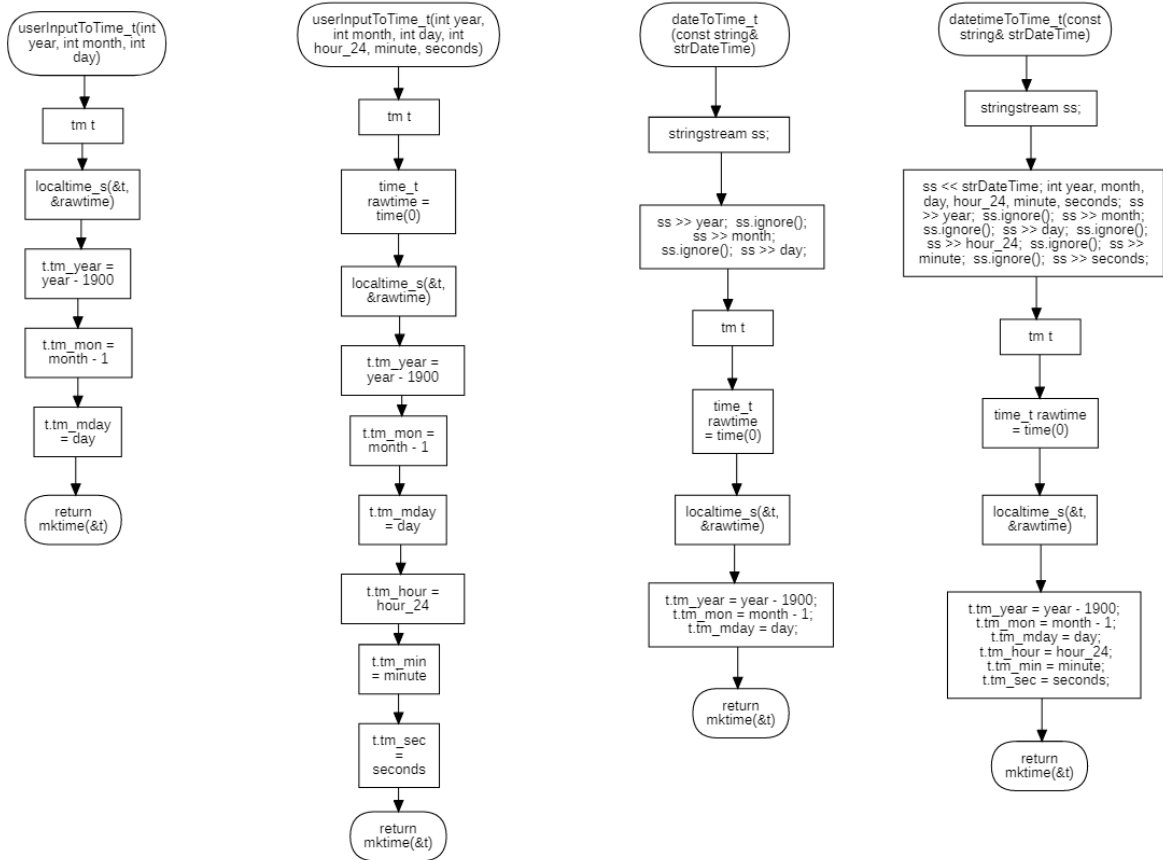 userInputToTime_t(int
year, int month, int
day)
tm t
localtime_s(&t,
&rawtime)
t.tm_year =
year - 1900
t.tm_mon =
month - 1
t.tm_mday
= day
return
mktime(&t)
userInputToTime_t(int year,
int month, int day, int
hour_24, minute, seconds)
tm t
time_t
rawtime =
time(0)
localtime_s(&t,
&rawtime)
t.tm_year =
year - 1900
t.tm_mon =
month - 1
t.tm_mday
= day
t.tm_hour =
hour_24
t.tm_min
= minute
t.tm_sec
=
seconds
return
mktime(&t)
dateToTime_t
(const string&
strDateTime)
stringstream ss;
ss >> year; ss.ignore();
ss >> month;
ss.ignore(); ss >> day;
tm t
time_t
rawtime
= time(0)
localtime_s(&t,
&rawtime)
t.tm_year = year - 1900;
t.tm_mon = month - 1;
t.tm_mday = day;
return
mktime(&t)
datetimeToTime_t(const
string& strDateTime)
stringstream ss;
ss << strDateTime; int year, month,
day, hour_24, minute, seconds; ss
>> year; ss.ignore(); ss >> month;
ss.ignore(); ss >> day; ss.ignore();
ss >> hour_24; ss.ignore(); ss >>
minute; ss.ignore(); ss >> seconds;
tm t
time_t rawtime
= time(0)
localtime_s(&t,
&rawtime)
t.tm_year = year - 1900;
t.tm_mon = month - 1;
t.tm_mday = day;
t.tm_hour = hour_24;
t.tm_min = minute;
t.tm_sec = seconds;
return
mktime(&t)